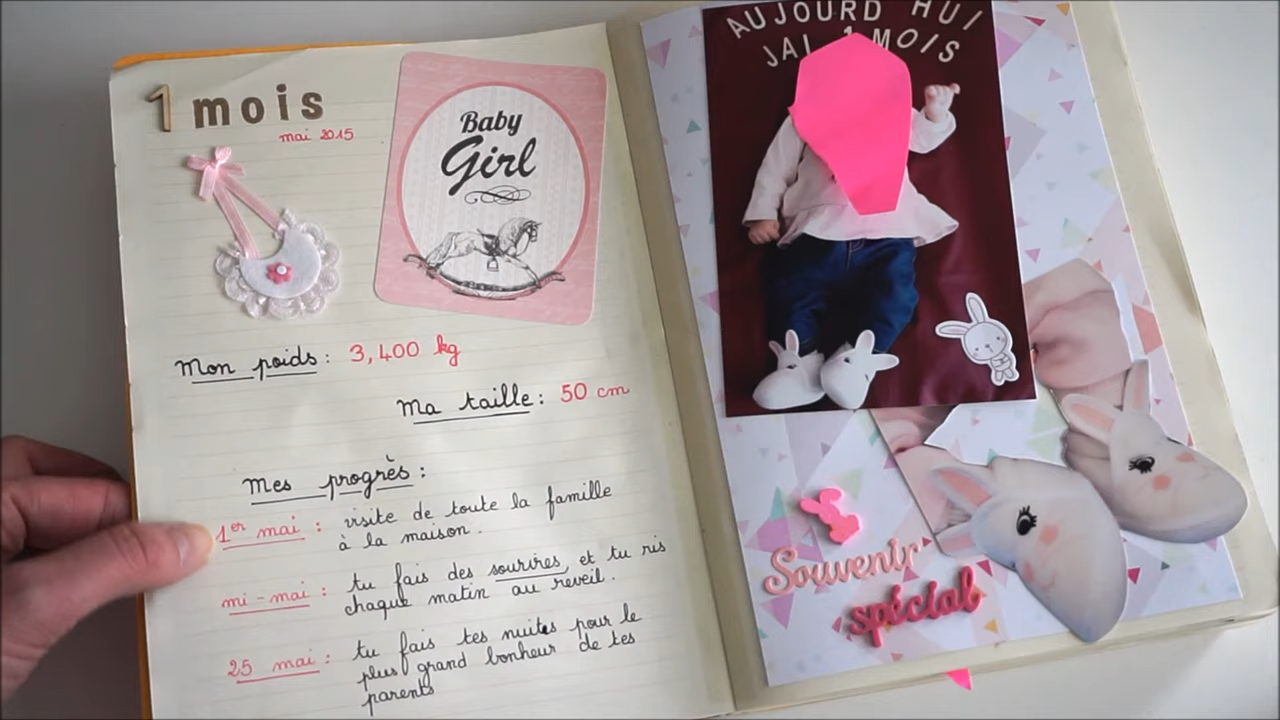 1 mois
mai 2015
Baby
Girl
Mon poids : 3,400 kg
Ma taille : 50 cm
Mes progrès :
1er mai : visite de toute la famille
à la maison.
mi-mai : tu fais des sourires, et tu ris
chaque matin au reveil.
25 mai : tu fais tes nuits pour le
plus grand bonheur de tes
parents
AUJOURD HUI
JAI 1 MOIS
Souvenir
spécial